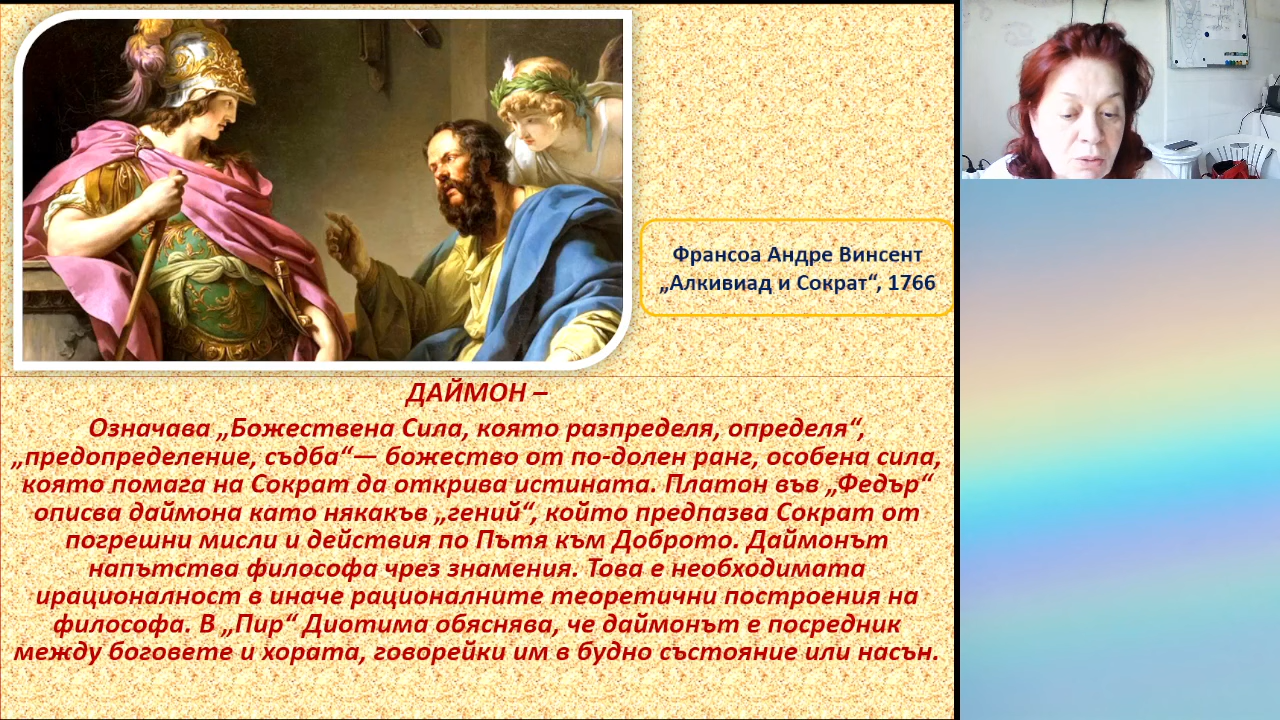 Франсоа Андре Винсент
„Алкивиад и Сократ“, 1766
ДАЙМОН –
Означава „Божествена Сила, която разпределя, определя“,
„предопределение, съдба“— божество от по-долен ранг, особена сила,
която помага на Сократ да открива истината. Платон във „Федър“
описва даймона като някакъв „гений“, който предпазва Сократ от
погрешни мисли и действия по Пътя към Доброто. Даймонът
напътства философа чрез знамения. Това е необходимата
ирационалност в иначе рационалните теоретични построения на
философа. В „Пир“ Диотима обяснява, че даймонът е посредник
между боговете и хората, говорейки им в будно състояние или насън.